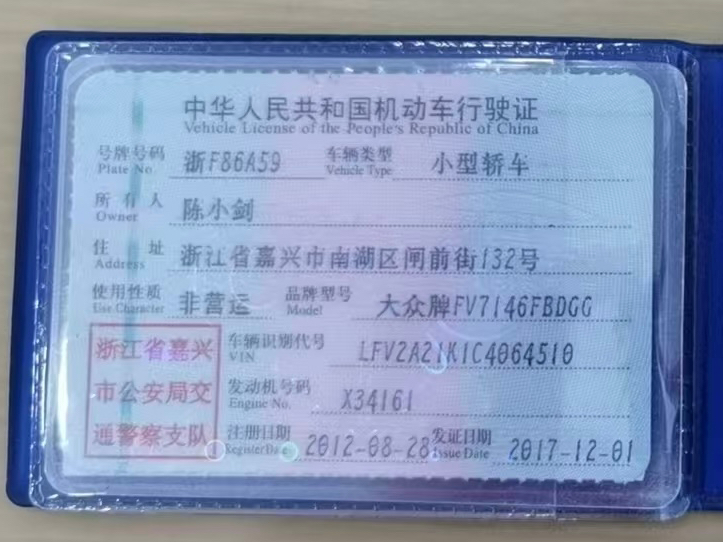 中华人民共和国机动车行驶证
Vehicle License of the People's Republic of China
号牌号码 浙F86A59 车辆类型 小型轿车
Plate No. Vehicle Type
所有人 陈小剑
Owner
住址 浙江省嘉兴市南湖区闸前街132号
Address
使用性质 非营运 品牌型号 大众牌FV7146FBDGG
Use Character Model
浙江省嘉兴 车辆识别代号 LFV2A21K1C4064510
VIN
市公安局交 发动机号码 X34161
Engine No.
通警察支队 注册日期 2012-08-28 发证日期 2017-12-01
Register Date Issue Date